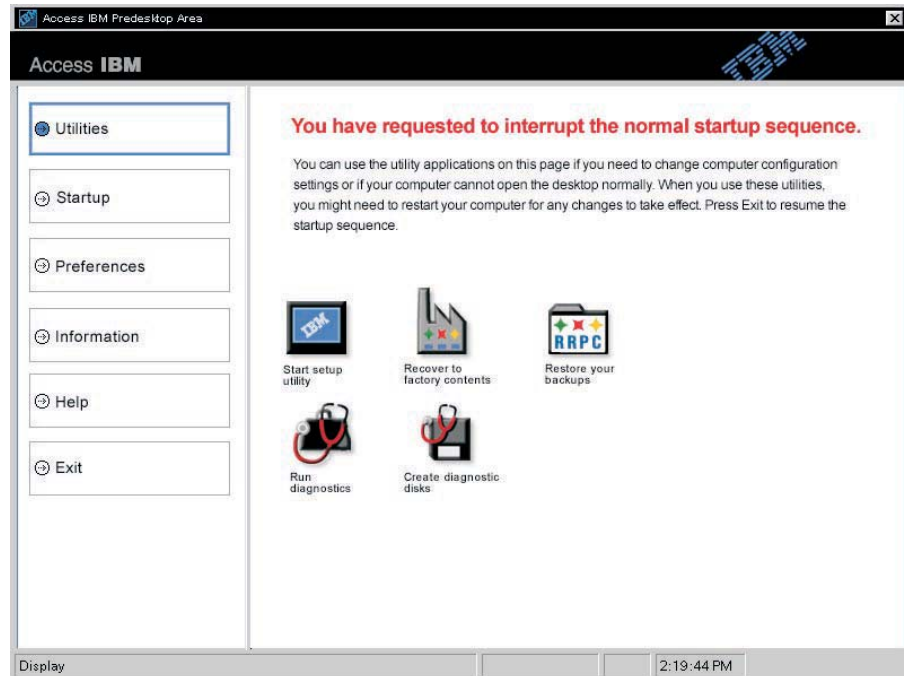 Access IBM Predesktop Area
Access IBM
IBM
Utilities
Startup
Preferences
Information
Help
Exit
You have requested to interrupt the normal startup sequence.
You can use the utility applications on this page if you need to change computer configuration
settings or if your computer cannot open the desktop normally. When you use these utilities,
you might need to restart your computer for any changes to take effect. Press Exit to resume the
startup sequence.
IBM
Start setup
utility
Recover to
factory contents
RRPC
Restore your
backups
Run
diagnostics
Create diagnostic
disks
Display
2:19:44 PM